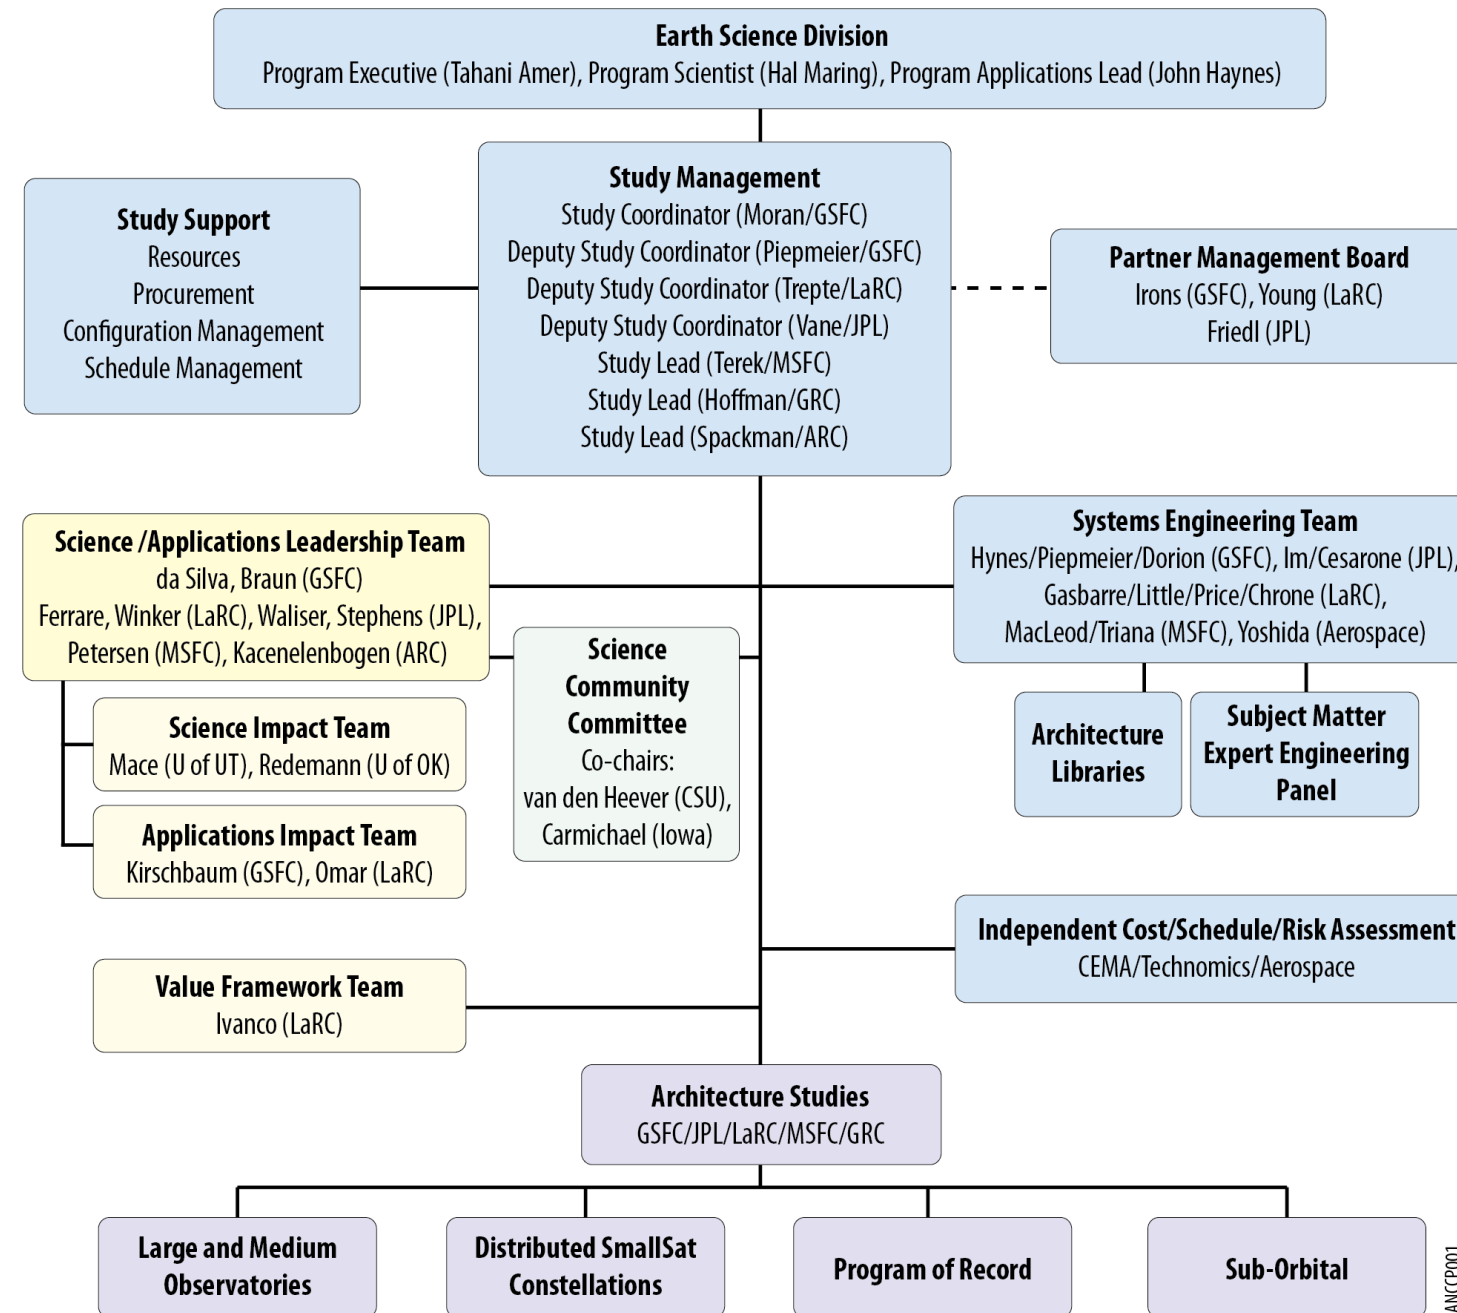 Earth Science Division
Program Executive (Tahani Amer), Program Scientist (Hal Maring), Program Applications Lead (John Haynes)
Study Management
Study Coordinator (Moran/GSFC)
Deputy Study Coordinator (Piepmeier/GSFC)
Deputy Study Coordinator (Trepte/LaRC)
Deputy Study Coordinator (Vane/JPL)
Study Lead (Terek/MSFC)
Study Lead (Hoffman/GRC)
Study Lead (Spackman/ARC)
Study Support
Resources
Procurement
Configuration Management
Schedule Management
Partner Management Board
Irons (GSFC), Young (LaRC)
Friedl (JPL)
Science /Applications Leadership Team
da Silva, Braun (GSFC)
Ferrare, Winker (LaRC), Waliser, Stephens (JPL),
Petersen (MSFC), Kacenelenbogen (ARC)
Systems Engineering Team
Hynes/Piepmeier/Dorion (GSFC), Im/Cesarone (JPL),
Gasbarre/Little/Price/Chrone (LaRC),
MacLeod/Triana (MSFC), Yoshida (Aerospace)
Science
Community
Committee
Co-chairs:
van den Heever (CSU),
Carmichael (Iowa)
Science Impact Team
Mace (U of UT), Redemann (U of OK)
Applications Impact Team
Kirschbaum (GSFC), Omar (LaRC)
Architecture
Libraries
Subject Matter
Expert Engineering
Panel
Independent Cost/Schedule/Risk Assessment
CEMA/Technomics/Aerospace
Value Framework Team
Ivanco (LaRC)
Architecture Studies
GSFC/JPL/LaRC/MSFC/GRC
Large and Medium
Observatories
Distributed SmallSat
Constellations
Program of Record
Sub-Orbital
ANCCP001